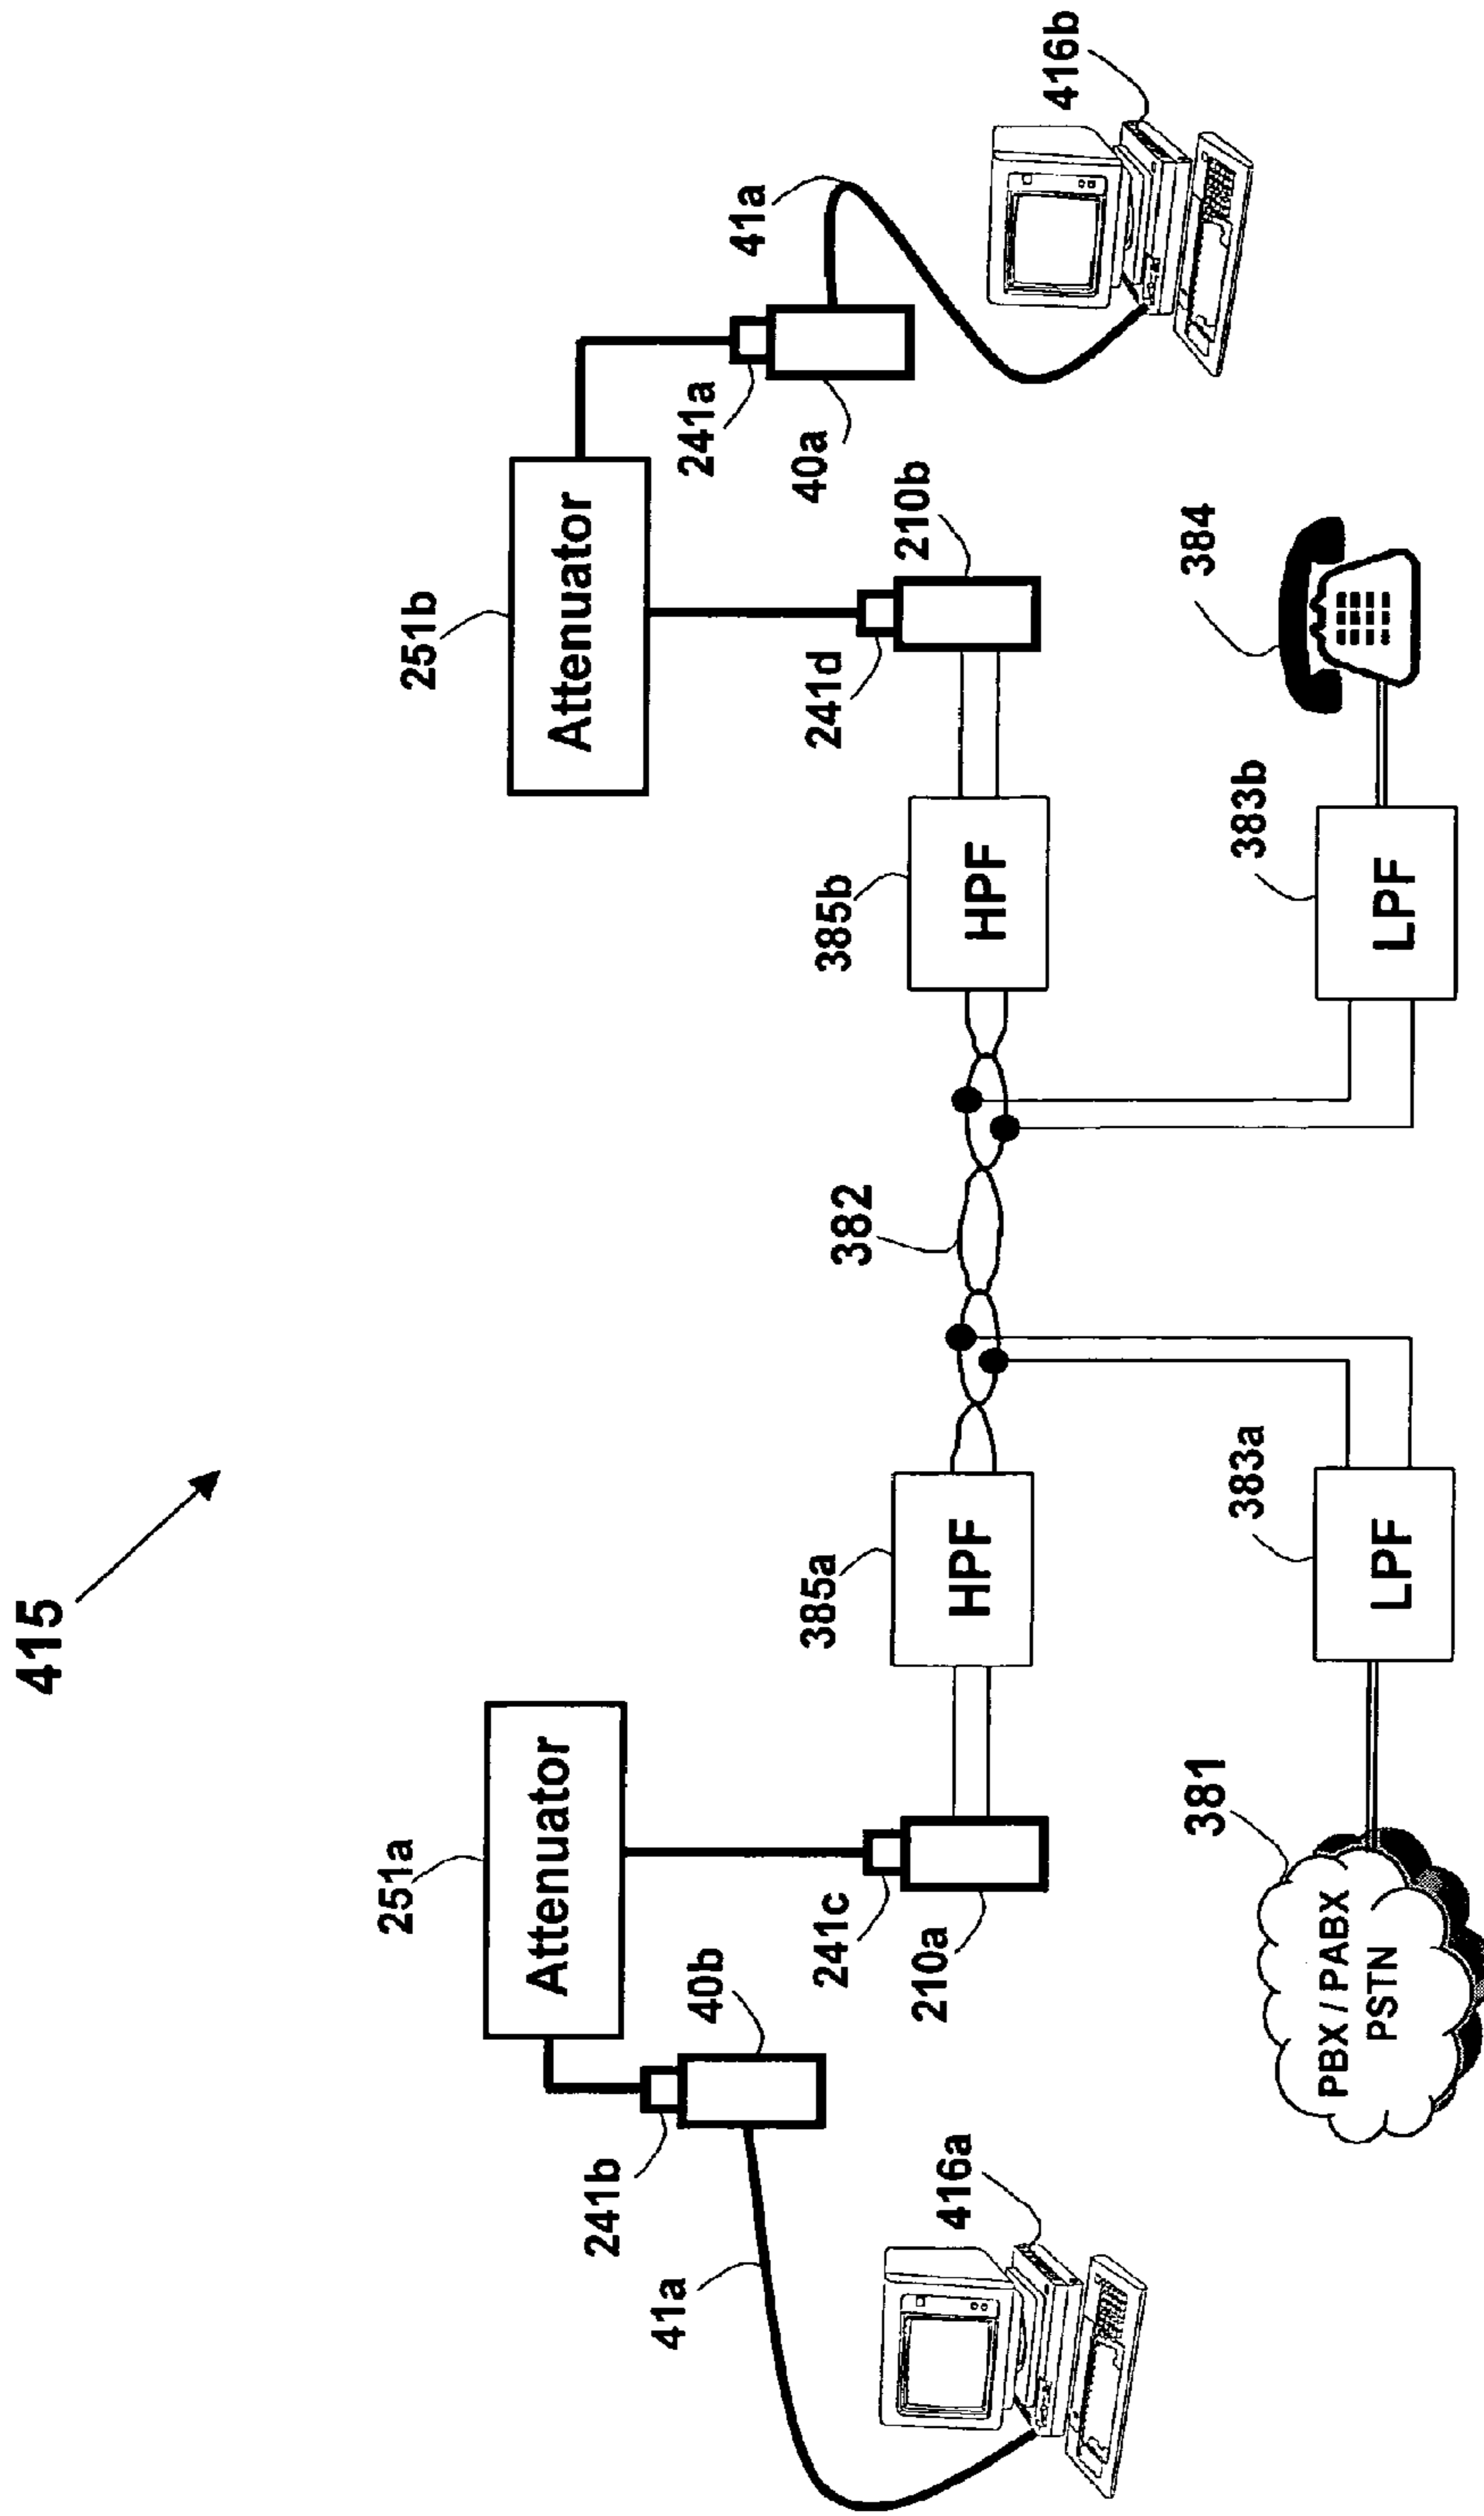 415
251a
Attenuator
251b
Attenuator
41a
241b
40b
241c
210a
385a
HPF
382
385b
HPF
241d
210b
241a
40a
41a
416b
416a
381
PBX / PABX
PSTN
383a
LPF
383b
LPF
384